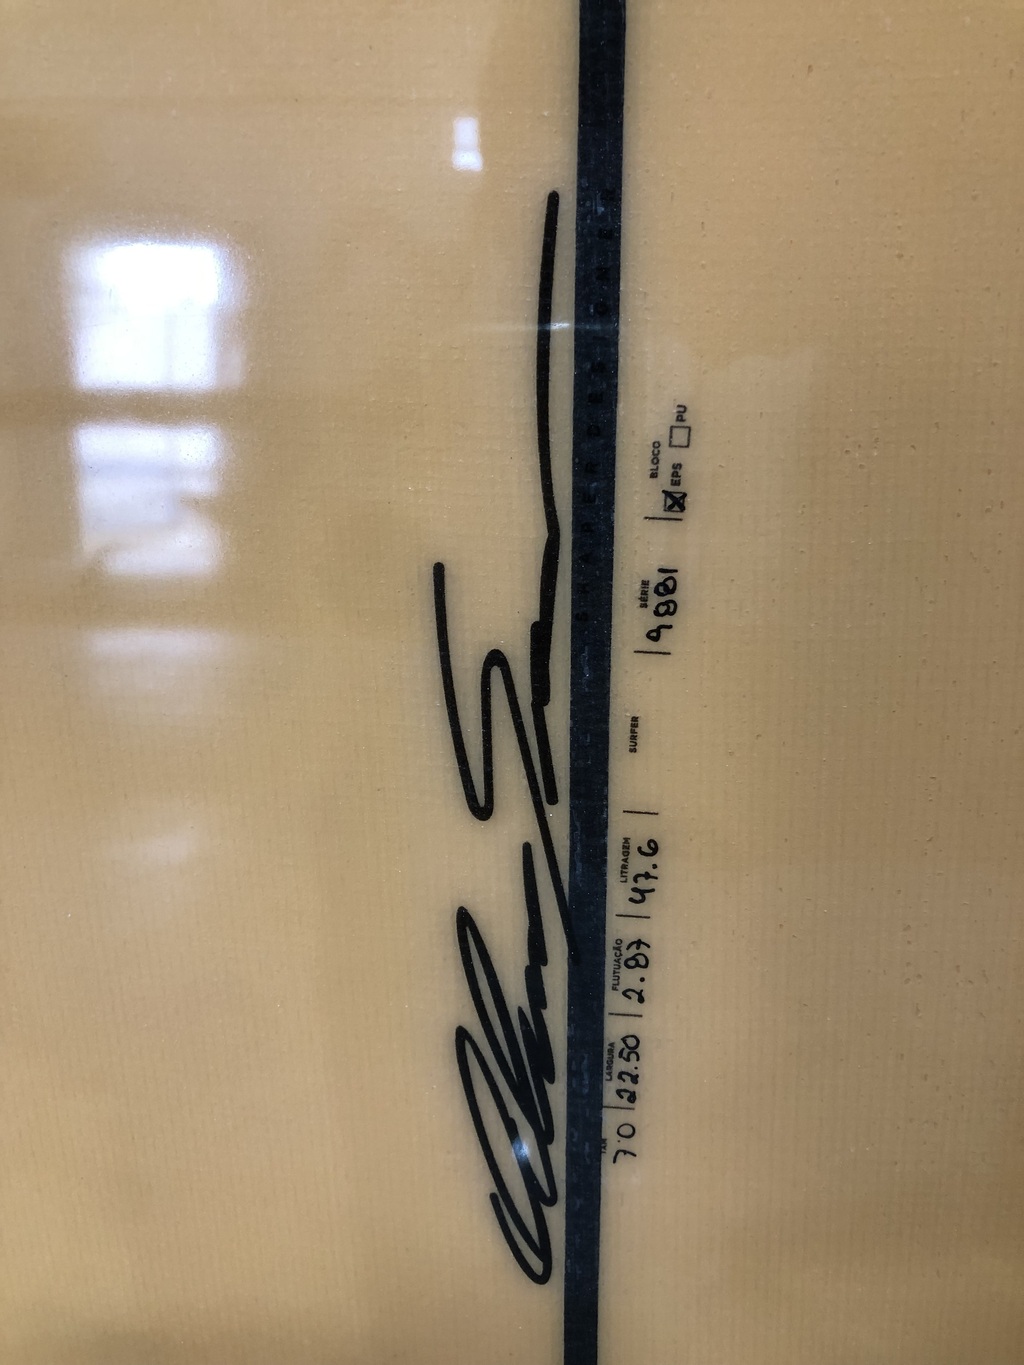 SHAPER DESIGNER
TAM LARGURA FLUTUAÇÃO LITRAGEM SURFER SÉRIE BLOCO
7'0 | 22.50 | 2.87 | 47.6 | | 9881 | ☒ EPS ☐ PU